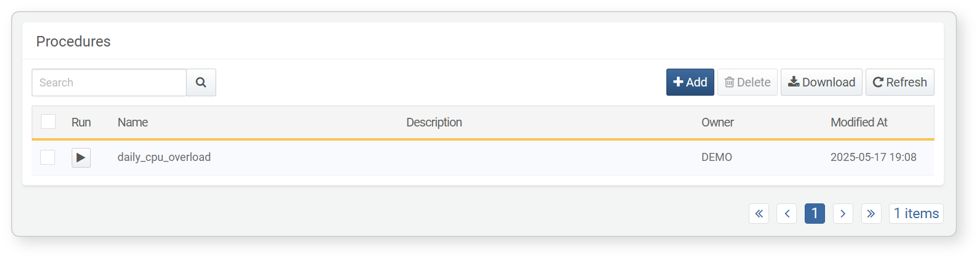 Procedures
Search Add Delete Download Refresh
Run Name Description Owner Modified At
daily_cpu_overload DEMO 2025-05-17 19:08
« ‹ 1 › » 1 items